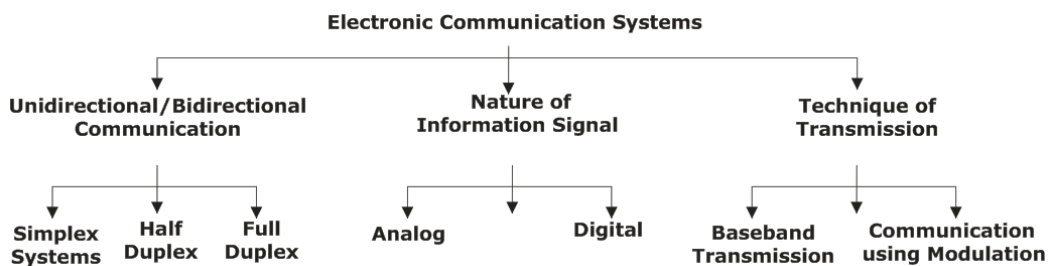 Electronic Communication Systems
Unidirectional/Bidirectional
Communication
Nature of
Information Signal
Technique of
Transmission
Simplex
Systems
Half
Duplex
Full
Duplex
Analog
Digital
Baseband
Transmission
Communication
using Modulation